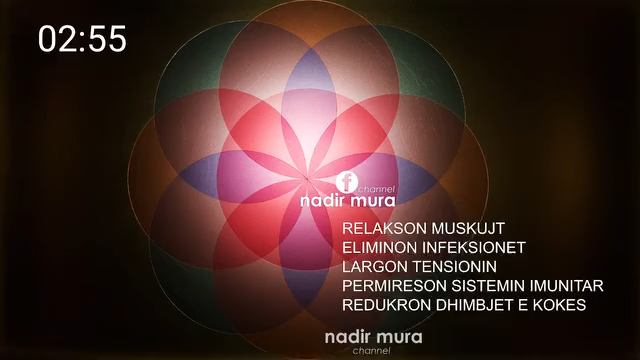 02:55
f channel
nadir mura
RELAKSON MUSKUJT
ELIMINON INFEKSIONET
LARGON TENSIONIN
PERMIRESON SISTEMIN IMUNITAR
REDUKRON DHIMBJET E KOKES
nadir mura
channel